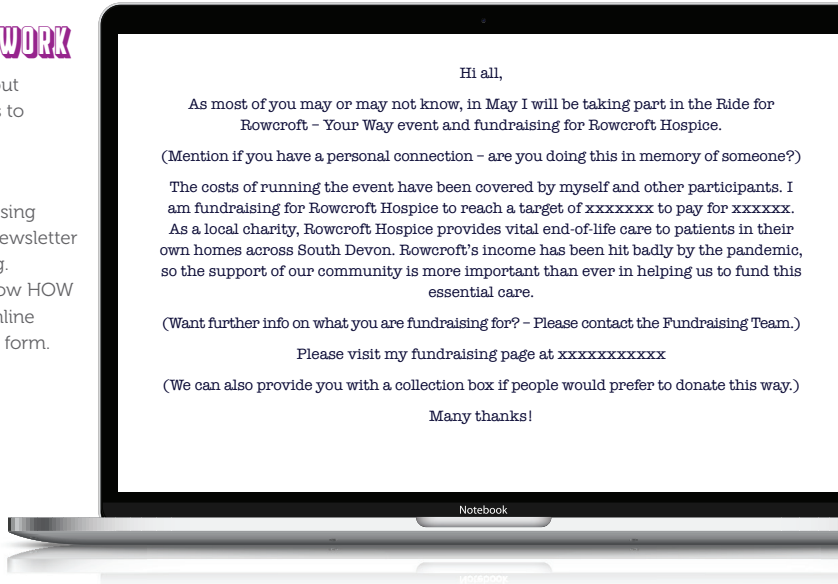 WORK
out
s to
sing
ewsletter
g.
ow HOW
nline
form.
Hi all,
As most of you may or may not know, in May I will be taking part in the Ride for
Rowcroft – Your Way event and fundraising for Rowcroft Hospice.
(Mention if you have a personal connection – are you doing this in memory of someone?)
The costs of running the event have been covered by myself and other participants. I
am fundraising for Rowcroft Hospice to reach a target of xxxxxxx to pay for xxxxxx.
As a local charity, Rowcroft Hospice provides vital end-of-life care to patients in their
own homes across South Devon. Rowcroft's income has been hit badly by the pandemic,
so the support of our community is more important than ever in helping us to fund this
essential care.
(Want further info on what you are fundraising for? – Please contact the Fundraising Team.)
Please visit my fundraising page at xxxxxxxxxxx
(We can also provide you with a collection box if people would prefer to donate this way.)
Many thanks!
Notebook